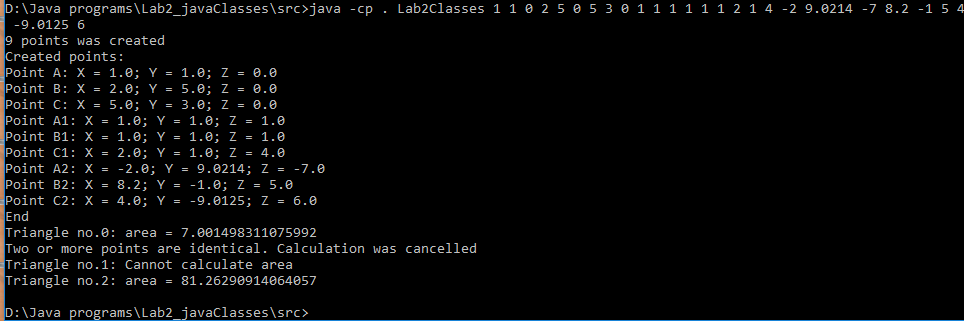 D:\Java programs\Lab2_javaClasses\src>java -cp . Lab2Classes 1 1 0 2 5 0 5 3 0 1 1 1 1 1 1 2 1 4 -2 9.0214 -7 8.2 -1 5 4
-9.0125 6
9 points was created
Created points:
Point A: X = 1.0; Y = 1.0; Z = 0.0
Point B: X = 2.0; Y = 5.0; Z = 0.0
Point C: X = 5.0; Y = 3.0; Z = 0.0
Point A1: X = 1.0; Y = 1.0; Z = 1.0
Point B1: X = 1.0; Y = 1.0; Z = 1.0
Point C1: X = 2.0; Y = 1.0; Z = 4.0
Point A2: X = -2.0; Y = 9.0214; Z = -7.0
Point B2: X = 8.2; Y = -1.0; Z = 5.0
Point C2: X = 4.0; Y = -9.0125; Z = 6.0
End
Triangle no.0: area = 7.001498311075992
Two or more points are identical. Calculation was cancelled
Triangle no.1: Cannot calculate area
Triangle no.2: area = 81.26290914064057
D:\Java programs\Lab2_javaClasses\src>